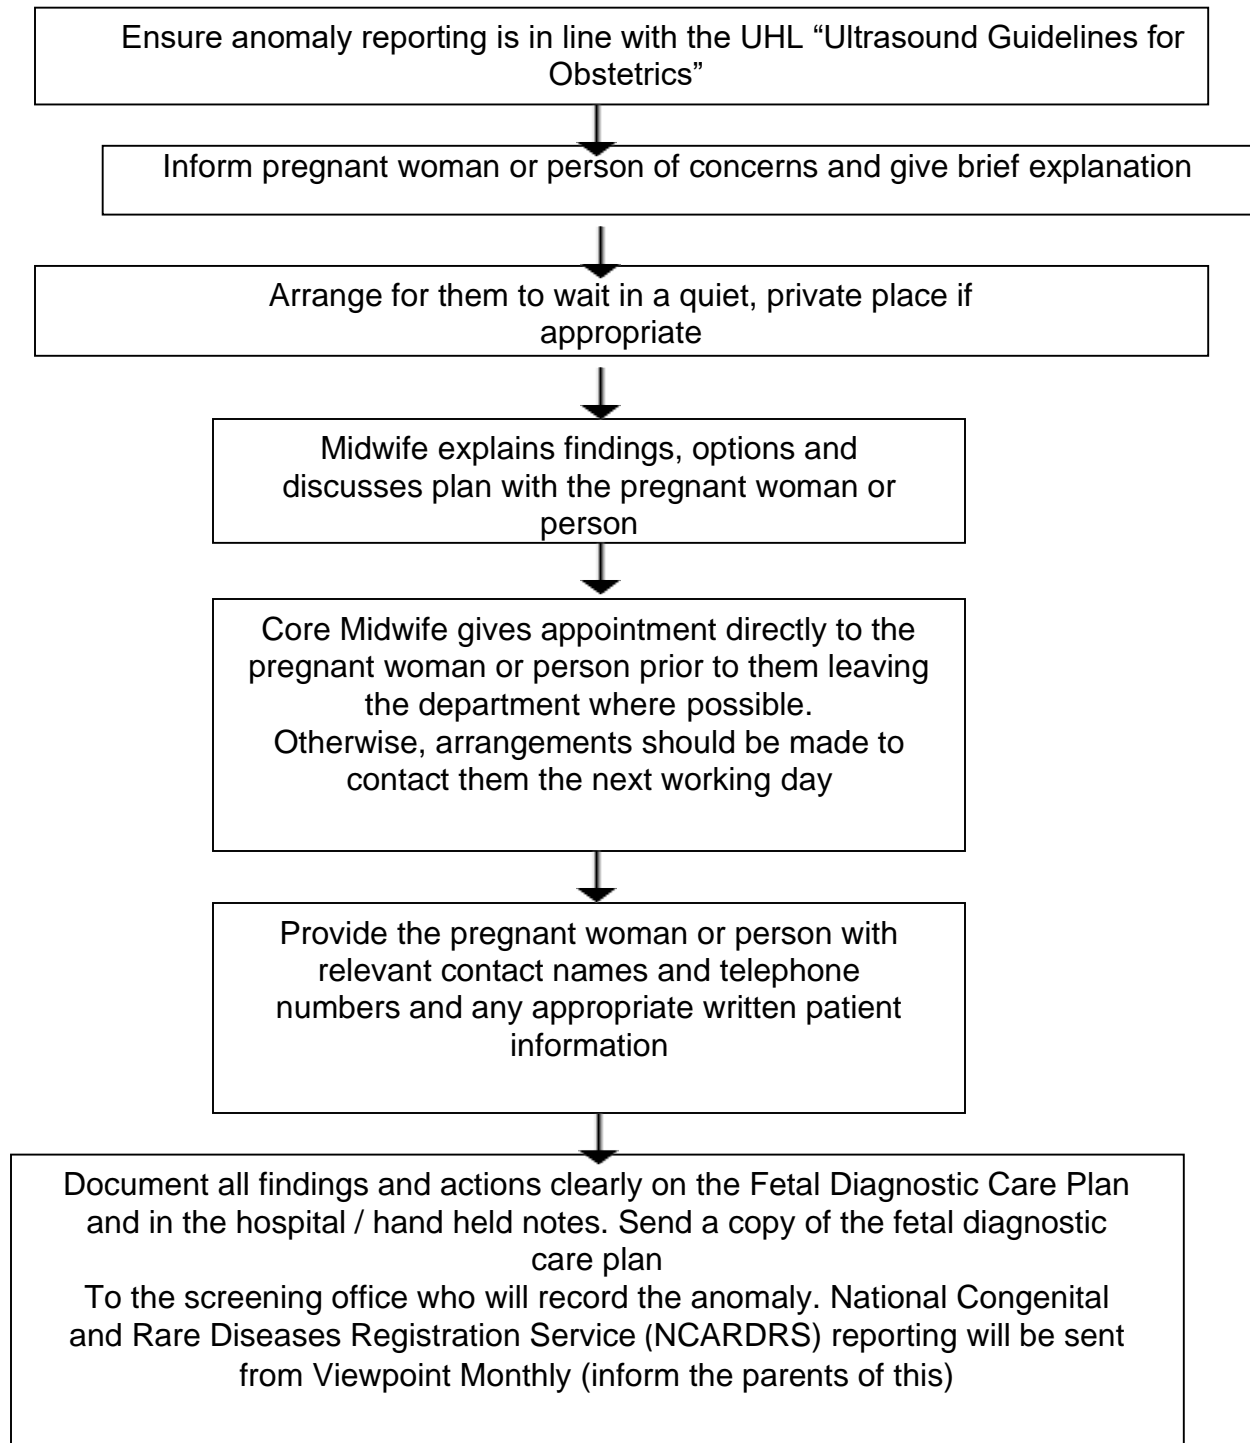 Ensure anomaly reporting is in line with the UHL “Ultrasound Guidelines for
Obstetrics”
Inform pregnant woman or person of concerns and give brief explanation
Arrange for them to wait in a quiet, private place if
appropriate
Midwife explains findings, options and
discusses plan with the pregnant woman or
person
Core Midwife gives appointment directly to the
pregnant woman or person prior to them leaving
the department where possible.
Otherwise, arrangements should be made to
contact them the next working day
Provide the pregnant woman or person with
relevant contact names and telephone
numbers and any appropriate written patient
information
Document all findings and actions clearly on the Fetal Diagnostic Care Plan
and in the hospital / hand held notes. Send a copy of the fetal diagnostic
care plan
To the screening office who will record the anomaly. National Congenital
and Rare Diseases Registration Service (NCARDRS) reporting will be sent
from Viewpoint Monthly (inform the parents of this)